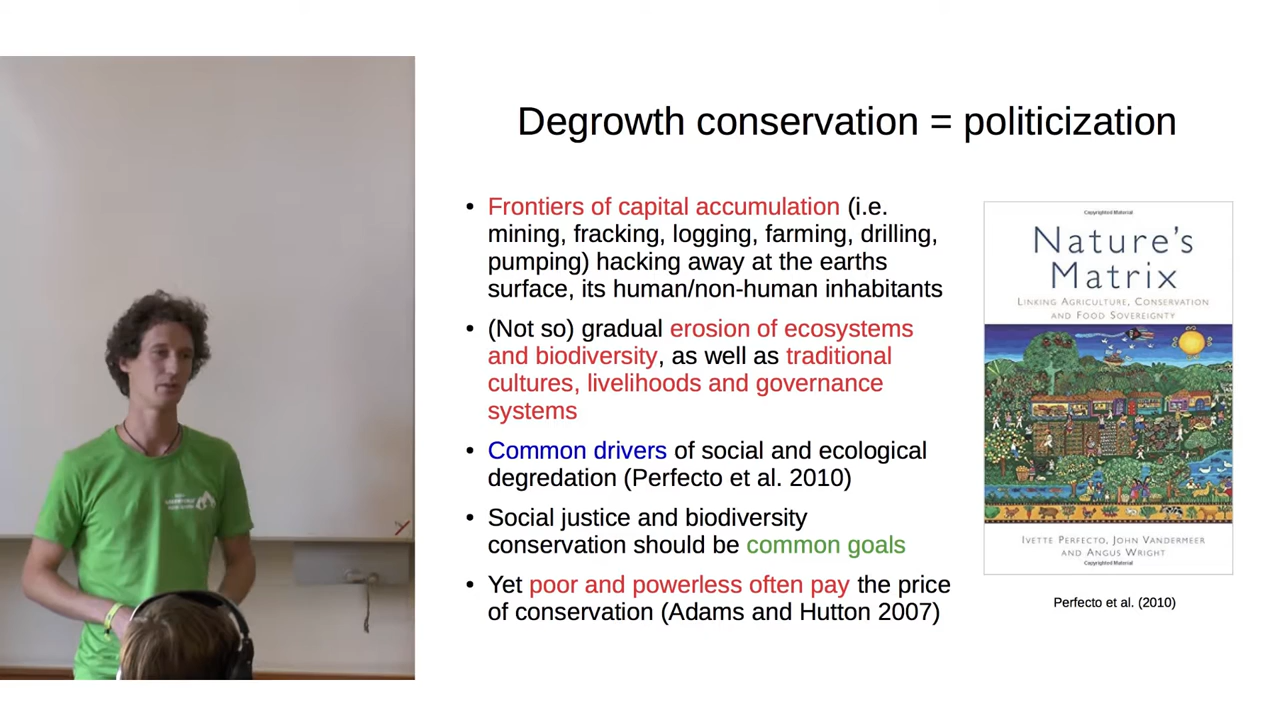 Degrowth conservation = politicization
• Frontiers of capital accumulation (i.e.
mining, fracking, logging, farming, drilling,
pumping) hacking away at the earths
surface, its human/non-human inhabitants
• (Not so) gradual erosion of ecosystems
and biodiversity, as well as traditional
cultures, livelihoods and governance
systems
• Common drivers of social and ecological
degredation (Perfecto et al. 2010)
• Social justice and biodiversity
conservation should be common goals
• Yet poor and powerless often pay the price
of conservation (Adams and Hutton 2007)
Copyrighted Material
Nature's
Matrix
Linking Agriculture, Conservation
and Food Sovereignty
Ivette Perfecto, John Vandermeer
and Angus Wright
Copyrighted Material
Perfecto et al. (2010)